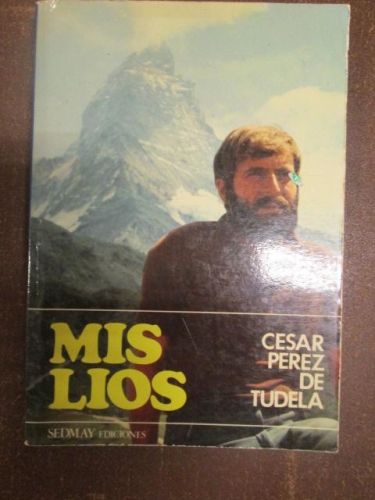 MIS
LIOS
CESAR
PEREZ
DE
TUDELA
SEDMAY EDICIONES